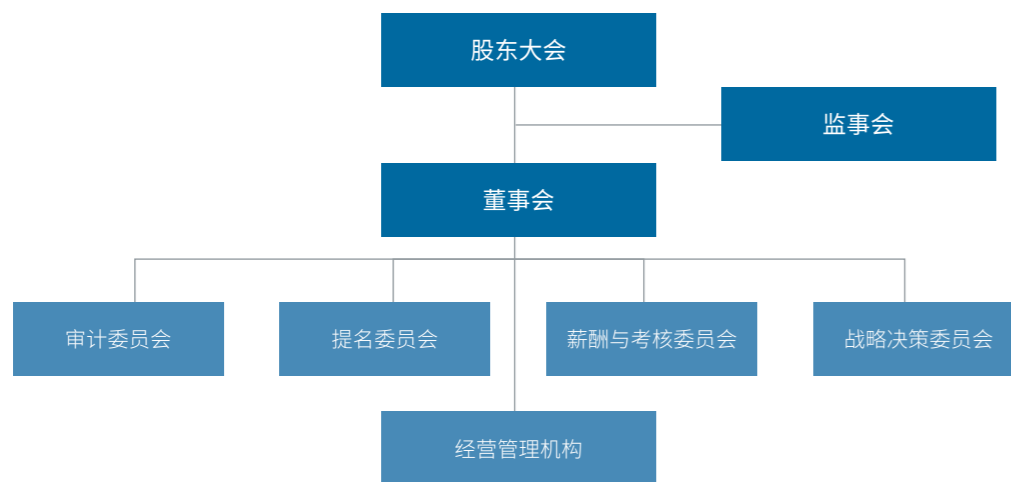 股东大会
监事会
董事会
审计委员会
提名委员会
薪酬与考核委员会
战略决策委员会
经营管理机构